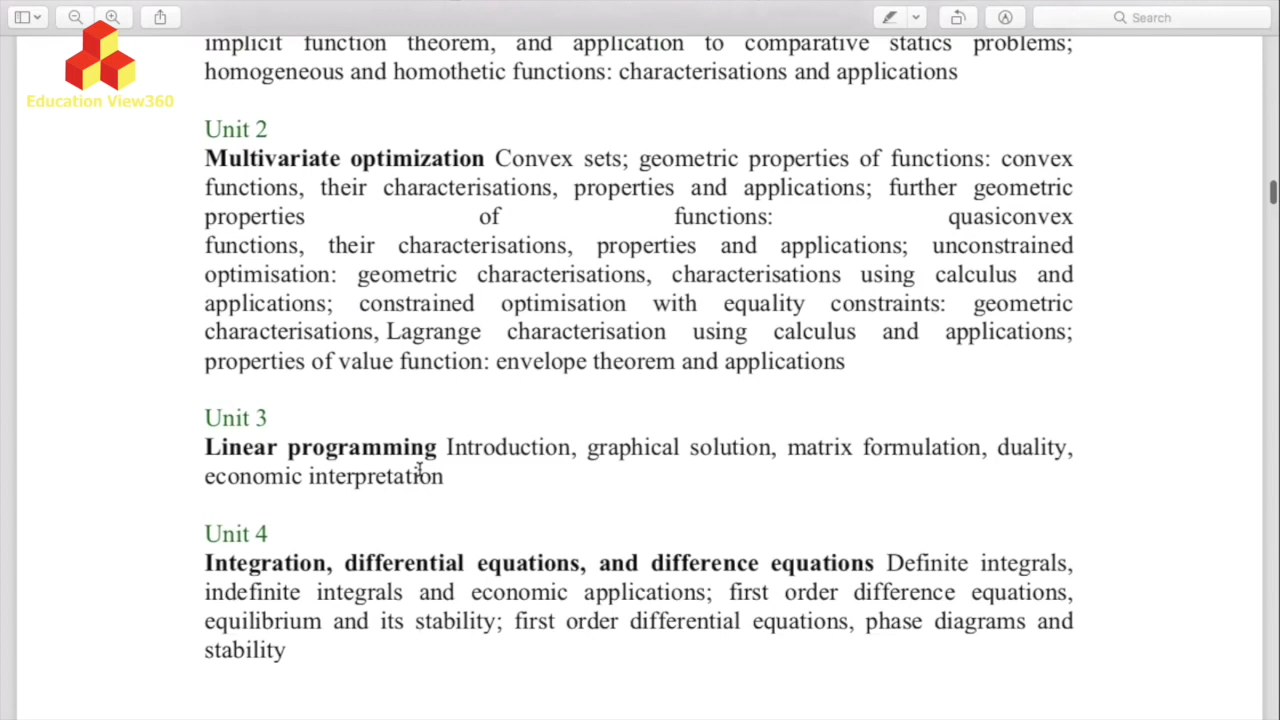 Search
Education View360
implicit function theorem, and application to comparative statics problems;
homogeneous and homothetic functions: characterisations and applications
Unit 2
Multivariate optimization Convex sets; geometric properties of functions: convex
functions, their characterisations, properties and applications; further geometric
properties of functions: quasiconvex
functions, their characterisations, properties and applications; unconstrained
optimisation: geometric characterisations, characterisations using calculus and
applications; constrained optimisation with equality constraints: geometric
characterisations, Lagrange characterisation using calculus and applications;
properties of value function: envelope theorem and applications
Unit 3
Linear programming Introduction, graphical solution, matrix formulation, duality,
economic interpretation
Unit 4
Integration, differential equations, and difference equations Definite integrals,
indefinite integrals and economic applications; first order difference equations,
equilibrium and its stability; first order differential equations, phase diagrams and
stability